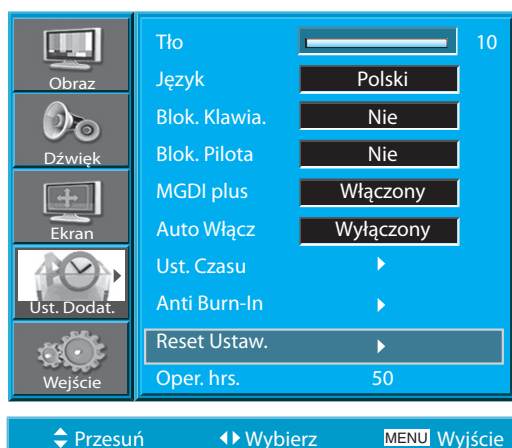 Obraz
Dźwięk
Ekran
Ust. Dodat.
Wejście
Tło 10
Język Polski
Blok. Klawia. Nie
Blok. Pilota Nie
MGDI plus Włączony
Auto Włącz Wyłączony
Ust. Czasu
Anti Burn-In
Reset Ustaw.
Oper. hrs. 50
Przesuń Wybierz MENU Wyjście